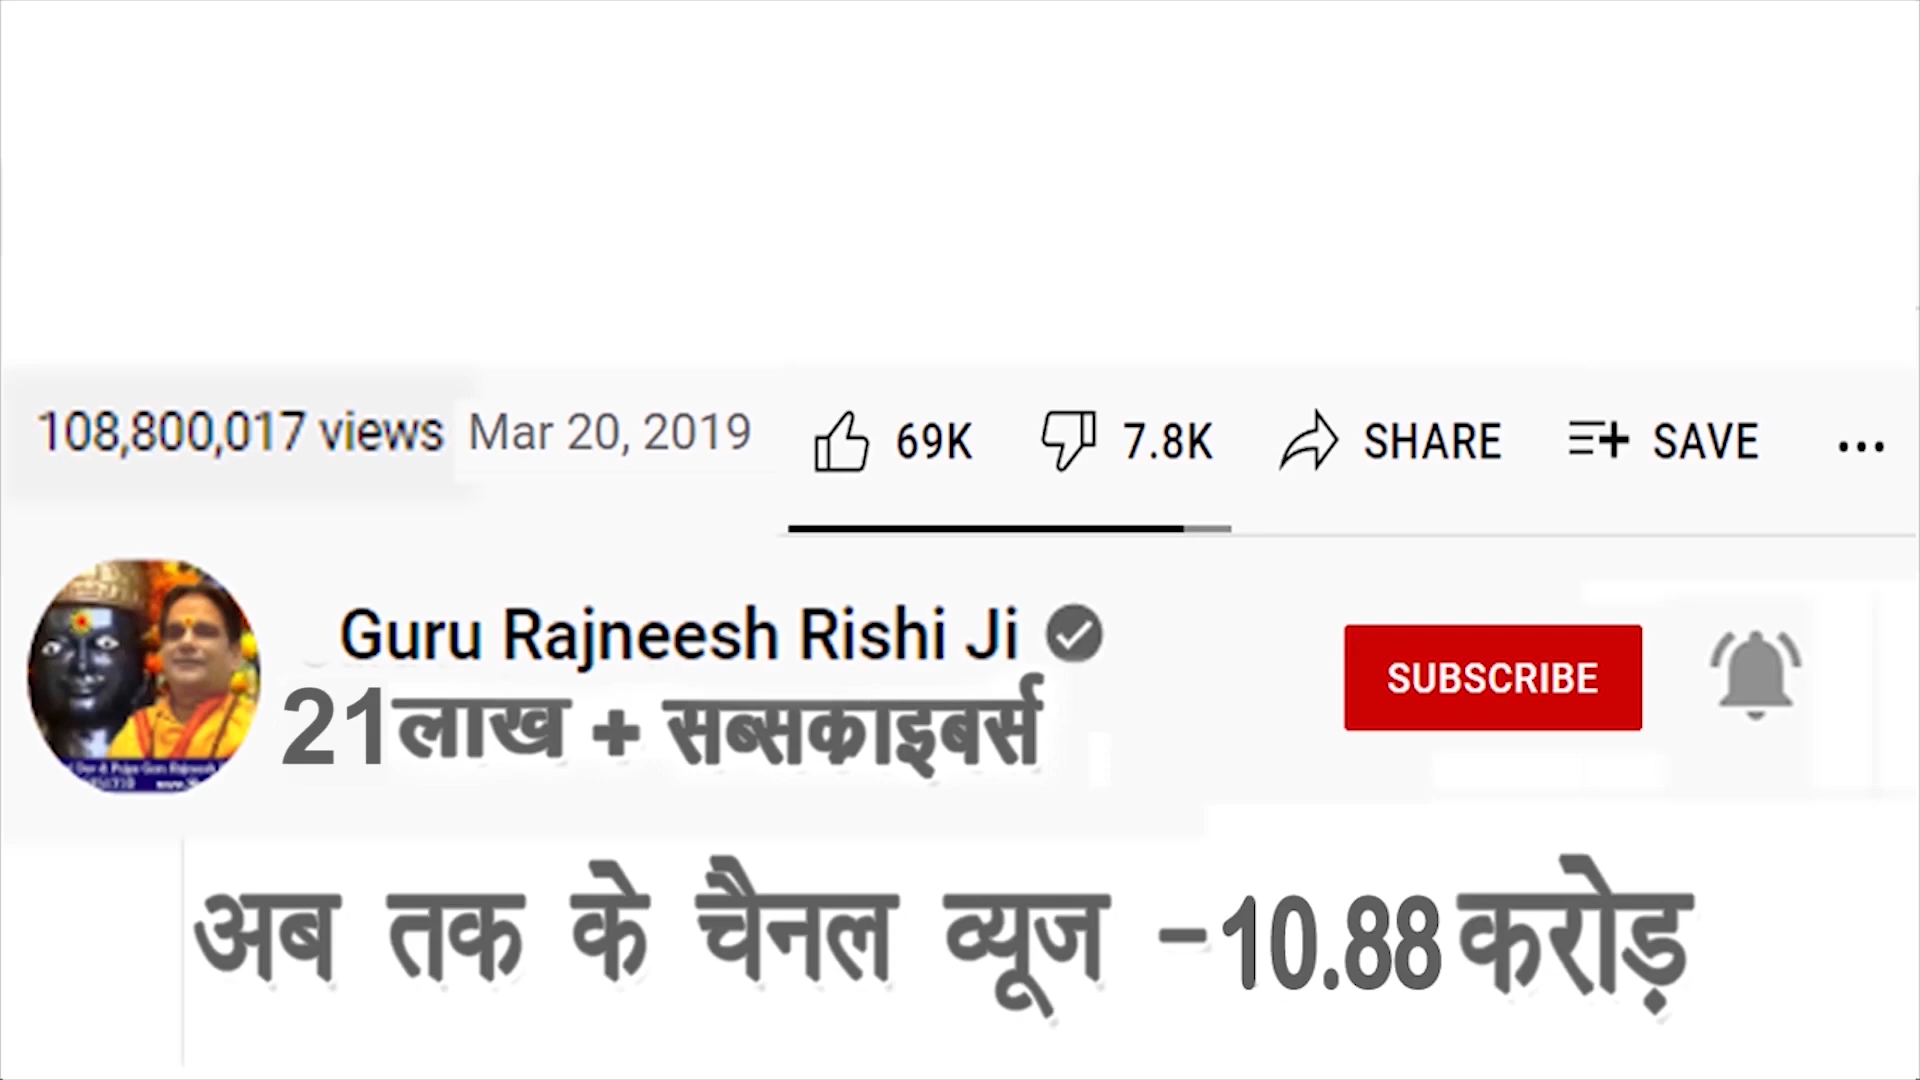 108,800,017 views Mar 20, 2019 69K 7.8K SHARE SAVE
Guru Rajneesh Rishi Ji
SUBSCRIBE
21 लाख + सब्सक्राइबर्स
अब तक के चैनल व्यूज -10.88 करोड़